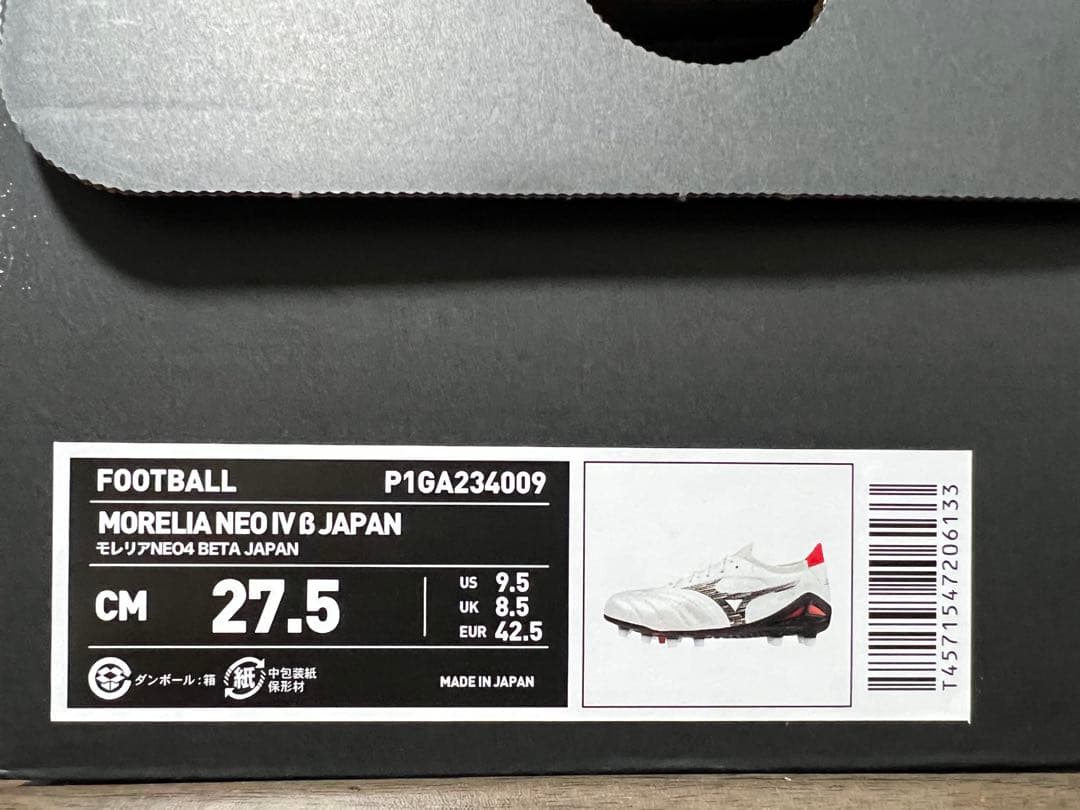 FOOTBALL P1GA234009
MORELIA NEO IV β JAPAN
モレリアNEO4 BETA JAPAN
CM 27.5
US 9.5
UK 8.5
EUR 42.5
ダンボール:箱
紙 中包装紙
保形材
MADE IN JAPAN
T457154720 6133